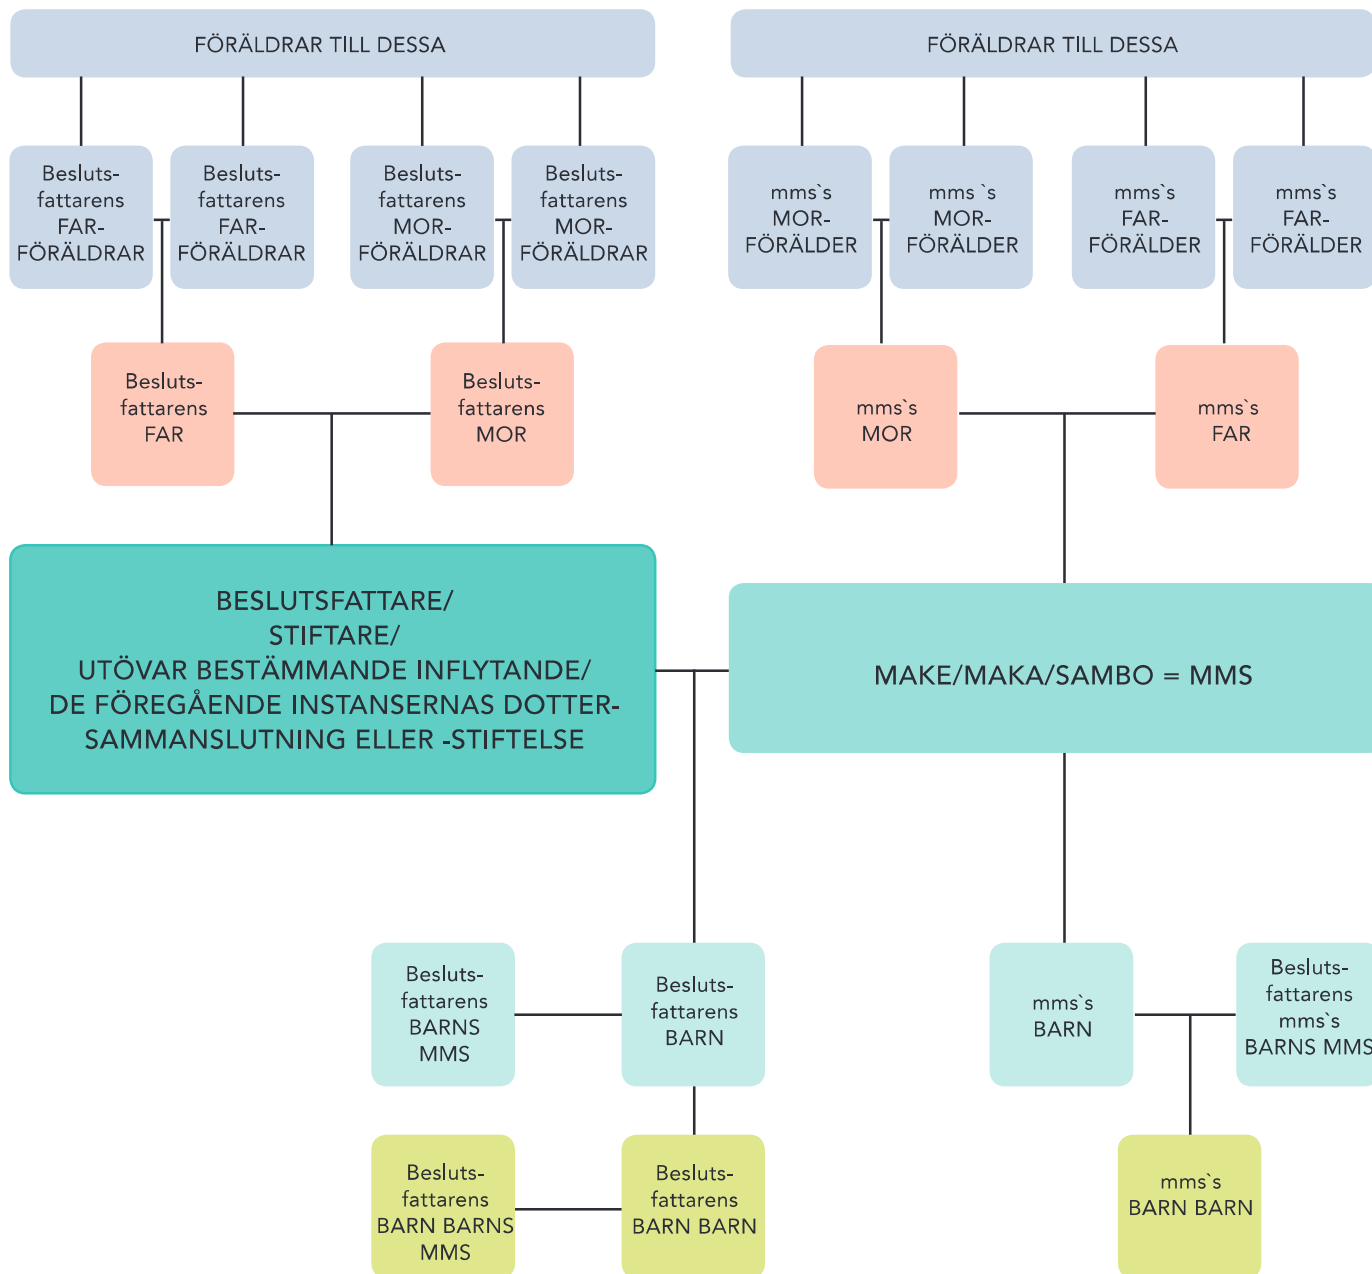 FÖRÄLDRAR TILL DESSA
FÖRÄLDRAR TILL DESSA
Besluts-
fattarens
FAR-
FÖRÄLDRAR
Besluts-
fattarens
FAR-
FÖRÄLDRAR
Besluts-
fattarens
MOR-
FÖRÄLDRAR
Besluts-
fattarens
MOR-
FÖRÄLDRAR
mms`s
MOR-
FÖRÄLDER
mms `s
MOR-
FÖRÄLDER
mms`s
FAR-
FÖRÄLDER
mms`s
FAR-
FÖRÄLDER
Besluts-
fattarens
FAR
Besluts-
fattarens
MOR
mms`s
MOR
mms`s
FAR
BESLUTSFATTARE/
STIFTARE/
UTÖVAR BESTÄMMANDE INFLYTANDE/
DE FÖREGÅENDE INSTANSERNAS DOTTER-
SAMMANSLUTNING ELLER -STIFTELSE
MAKE/MAKA/SAMBO = MMS
Besluts-
fattarens
BARNS
MMS
Besluts-
fattarens
BARN
mms`s
BARN
Besluts-
fattarens
mms`s
BARNS MMS
Besluts-
fattarens
BARN BARNS
MMS
Besluts-
fattarens
BARN BARN
mms`s
BARN BARN